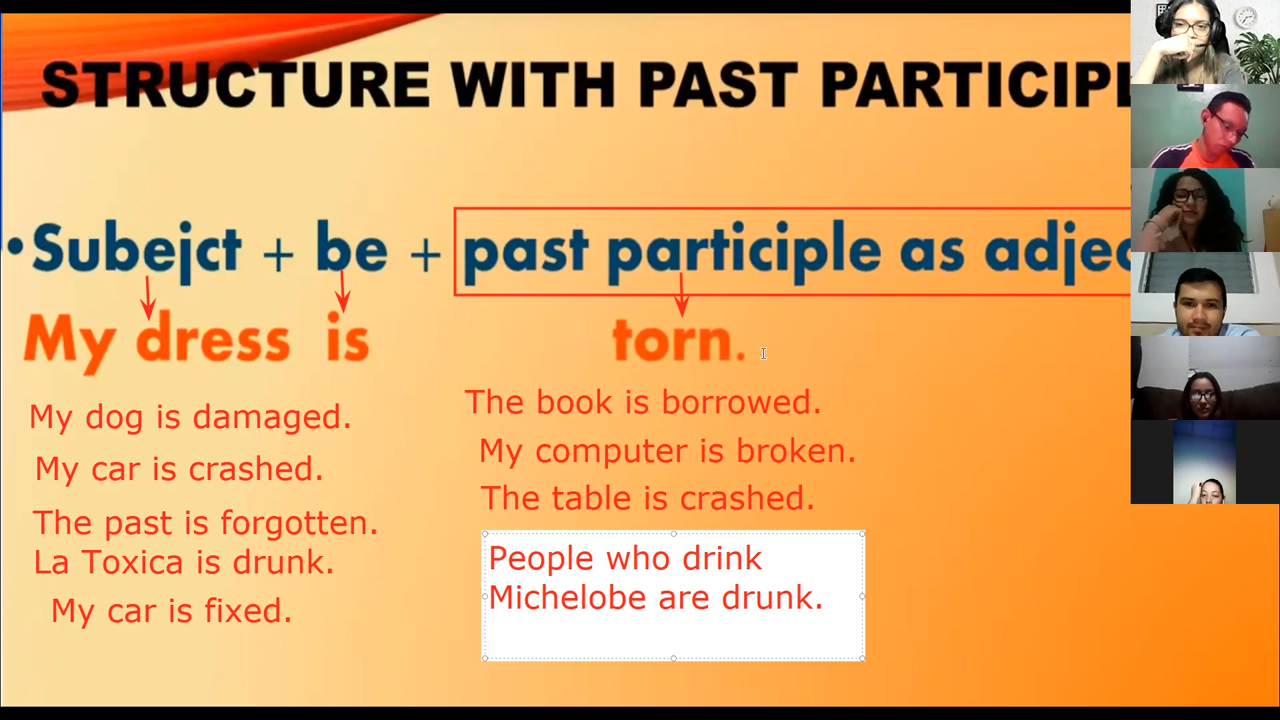 STRUCTURE WITH PAST PARTICIPL
• Subejct + be + past participle as adjec
My dress is torn.
My dog is damaged.
My car is crashed.
The past is forgotten.
La Toxica is drunk.
My car is fixed.
The book is borrowed.
My computer is broken.
The table is crashed.
People who drink
Michelobe are drunk.